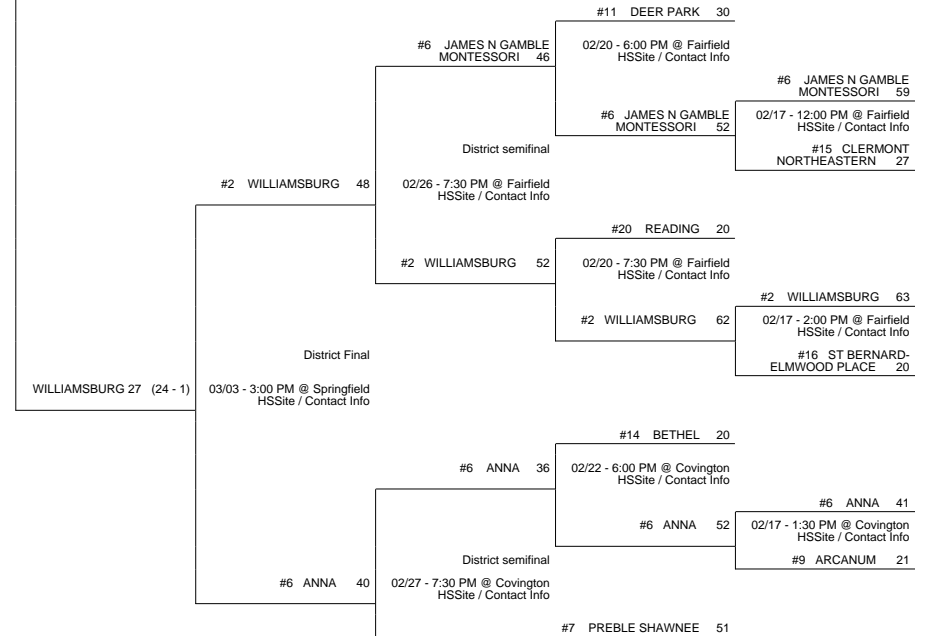 #11 DEER PARK 30
#6 JAMES N GAMBLE
MONTESSORI 46
02/20 - 6:00 PM @ Fairfield
HSSite / Contact Info
#6 JAMES N GAMBLE
MONTESSORI 59
#6 JAMES N GAMBLE
MONTESSORI 52
02/17 - 12:00 PM @ Fairfield
HSSite / Contact Info
District semifinal
#15 CLERMONT
NORTHEASTERN 27
#2 WILLIAMSBURG 48
02/26 - 7:30 PM @ Fairfield
HSSite / Contact Info
#20 READING 20
#2 WILLIAMSBURG 52
02/20 - 7:30 PM @ Fairfield
HSSite / Contact Info
#2 WILLIAMSBURG 63
#2 WILLIAMSBURG 62
02/17 - 2:00 PM @ Fairfield
HSSite / Contact Info
District Final
#16 ST BERNARD-
ELMWOOD PLACE 20
WILLIAMSBURG 27 (24 - 1)
03/03 - 3:00 PM @ Springfield
HSSite / Contact Info
#14 BETHEL 20
#6 ANNA 36
02/22 - 6:00 PM @ Covington
HSSite / Contact Info
#6 ANNA 41
#6 ANNA 52
02/17 - 1:30 PM @ Covington
HSSite / Contact Info
District semifinal
#9 ARCANUM 21
#6 ANNA 40
02/27 - 7:30 PM @ Covington
HSSite / Contact Info
#7 PREBLE SHAWNEE 51